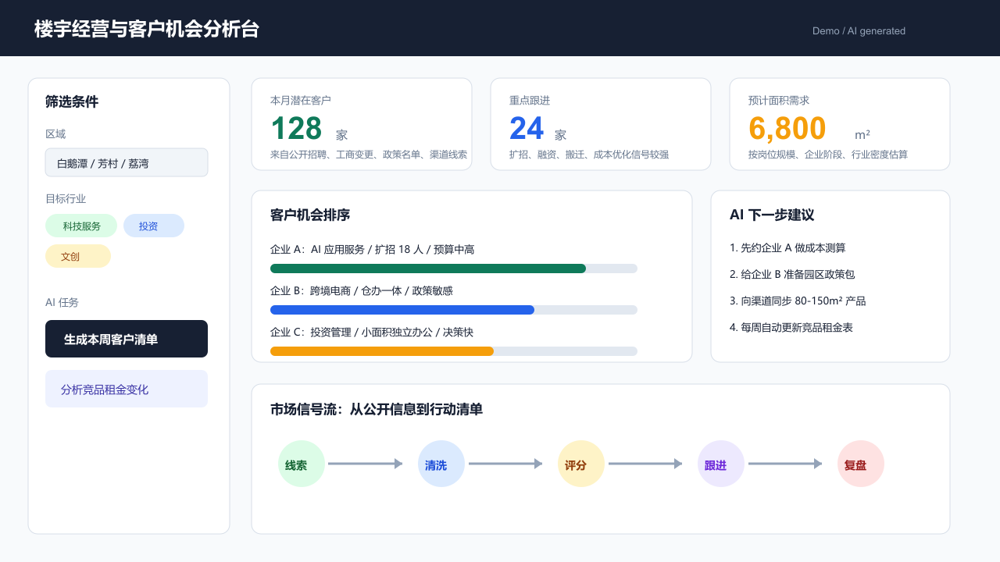 楼宇经营与客户机会分析台
Demo / AI generated
筛选条件
区域
白鹅潭 / 芳村 / 荔湾
目标行业
科技服务
投资
文创
AI 任务
生成本周客户清单
分析竞品租金变化
本月潜在客户
128 家
来自公开招聘、工商变更、政策名单、渠道线索
重点跟进
24 家
扩招、融资、搬迁、成本优化信号较强
预计面积需求
6,800 m²
按岗位规模、企业阶段、行业密度估算
客户机会排序
企业 A：AI 应用服务 / 扩招 18 人 / 预算中高
企业 B：跨境电商 / 仓办一体 / 政策敏感
企业 C：投资管理 / 小面积独立办公 / 决策快
AI 下一步建议
1. 先约企业 A 做成本测算
2. 给企业 B 准备园区政策包
3. 向渠道同步 80-150m² 产品
4. 每周自动更新竞品租金表
市场信号流：从公开信息到行动清单
线索
清洗
评分
跟进
复盘